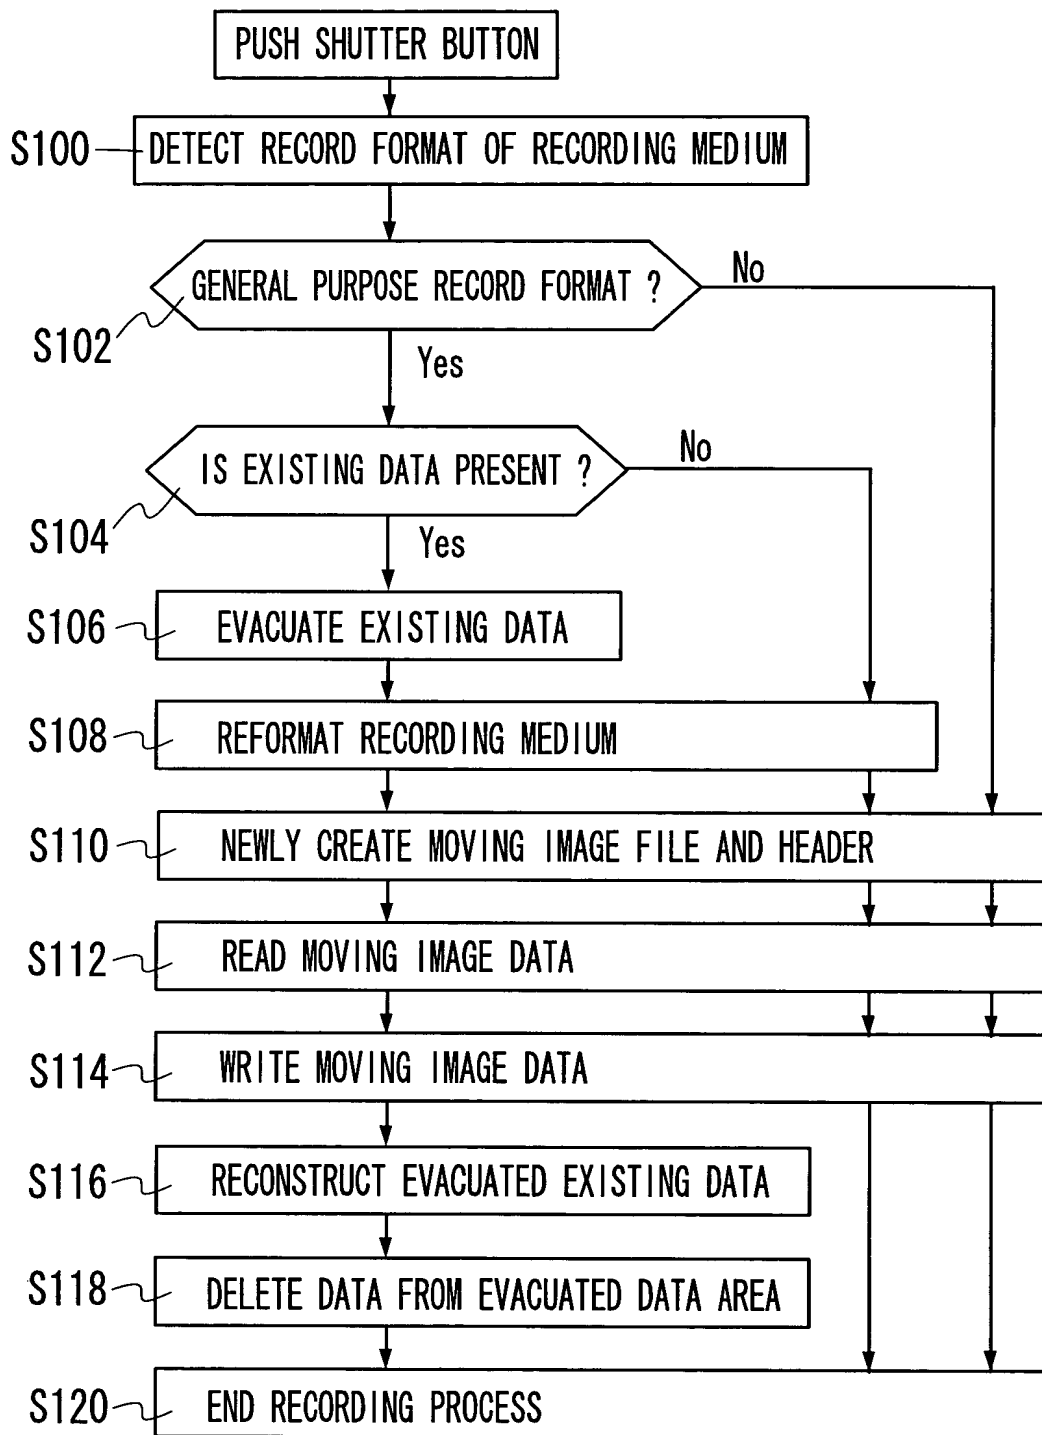 PUSH SHUTTER BUTTON
S100 DETECT RECORD FORMAT OF RECORDING MEDIUM
GENERAL PURPOSE RECORD FORMAT ?
No
S102
Yes
IS EXISTING DATA PRESENT ?
No
S104
Yes
S106 EVACUATE EXISTING DATA
S108 REFORMAT RECORDING MEDIUM
S110 NEWLY CREATE MOVING IMAGE FILE AND HEADER
S112 READ MOVING IMAGE DATA
S114 WRITE MOVING IMAGE DATA
S116 RECONSTRUCT EVACUATED EXISTING DATA
S118 DELETE DATA FROM EVACUATED DATA AREA
S120 END RECORDING PROCESS